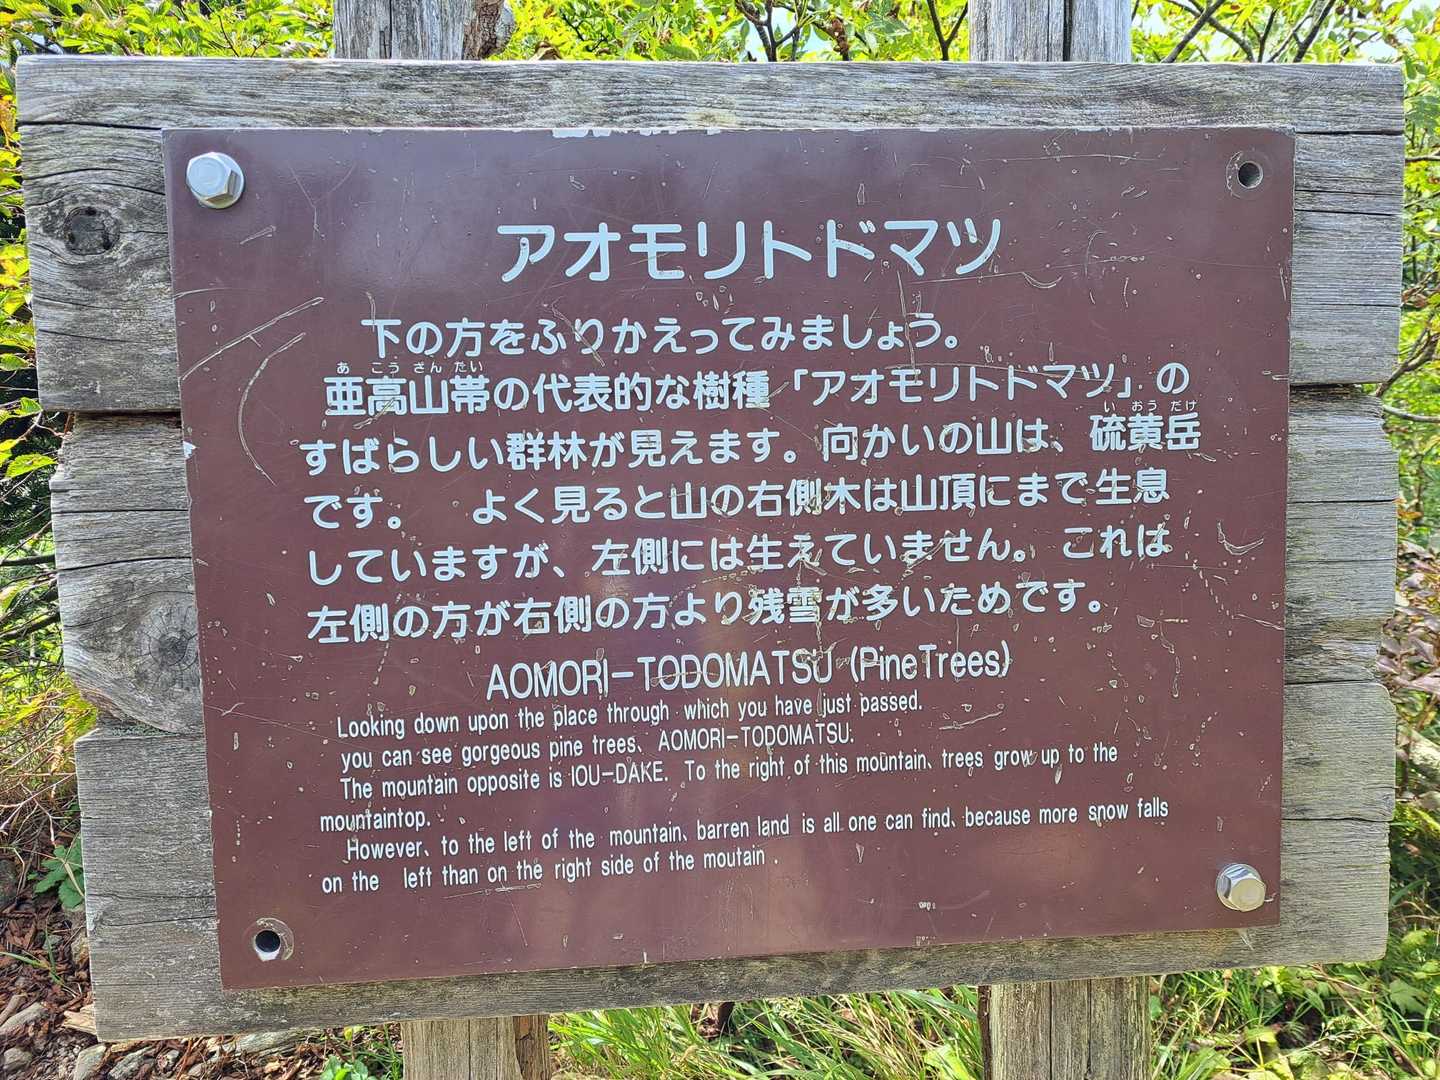 アオモリトドマツ
下の方をふりかえってみましょう。
あ こう ざん たい
亜高山帯の代表的な樹種「アオモリトドマツ」の
い おう だけ
すばらしい群林が見えます。向かいの山は、硫黄岳
です。 よく見ると山の右側木は山頂にまで生息
していますが、左側には生えていません。これは
左側の方が右側の方より残雪が多いためです。
AOMORI-TODOMATSU (PineTrees)
Looking down upon the place through which you have just passed.
you can see gorgeous pine trees、AOMORI-TODOMATSU.
The mountain opposite is IOU-DAKE. To the right of this mountain、trees grow up to the
mountaintop.
However、to the left of the mountain、barren land is all one can find、because more snow falls
on the left than on the right side of the moutain .